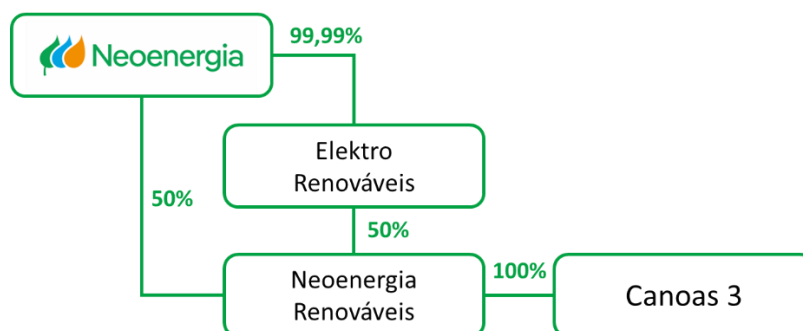 Neoenergia
99,99%
Elektro
Renováveis
50%
50%
Neoenergia
Renováveis
100%
Canoas 3